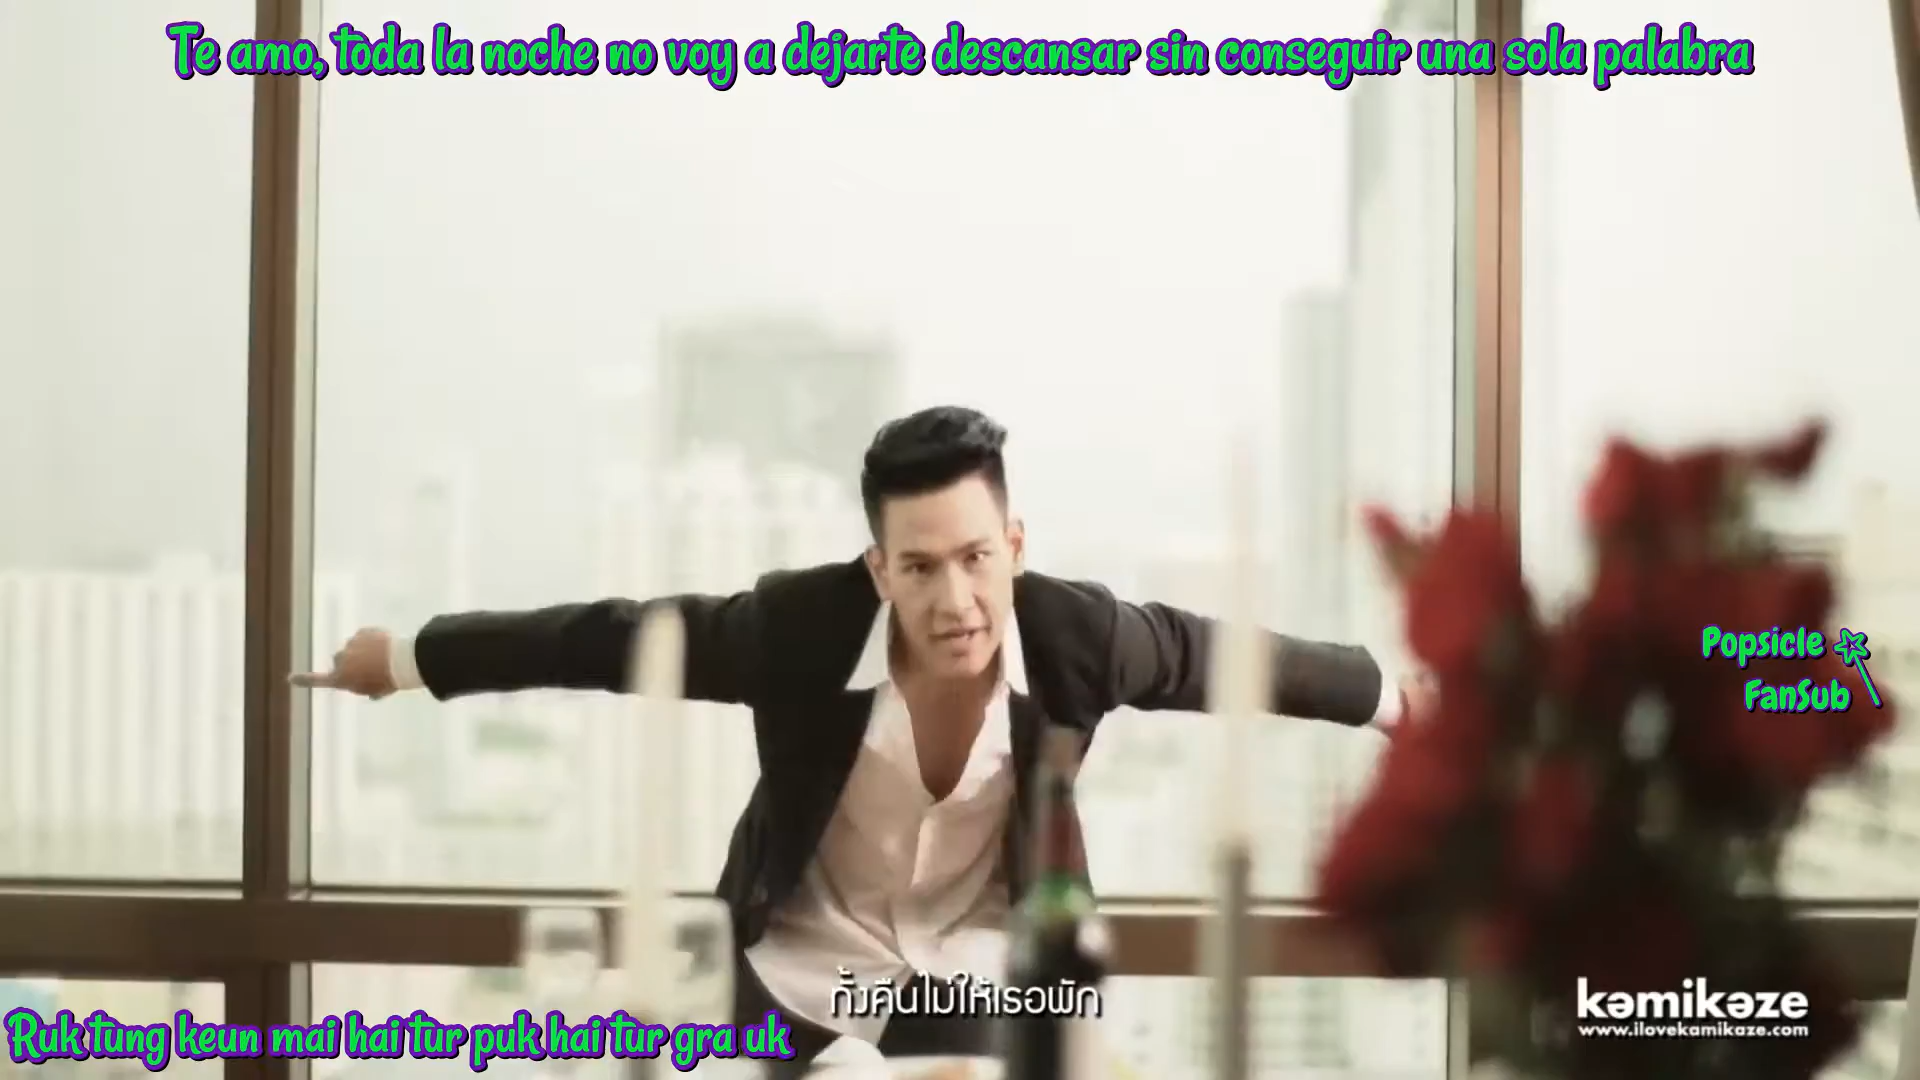 Te amo, toda la noche no voy a dejarte descansar sin conseguir una sola palabra
Popsicle
FanSub
ทั้งคืนไม่ให้เธอพัก
kamikaze
www.ilovekamikaze.com
Ruk tung keun mai hai tur puk hai tur gra uk